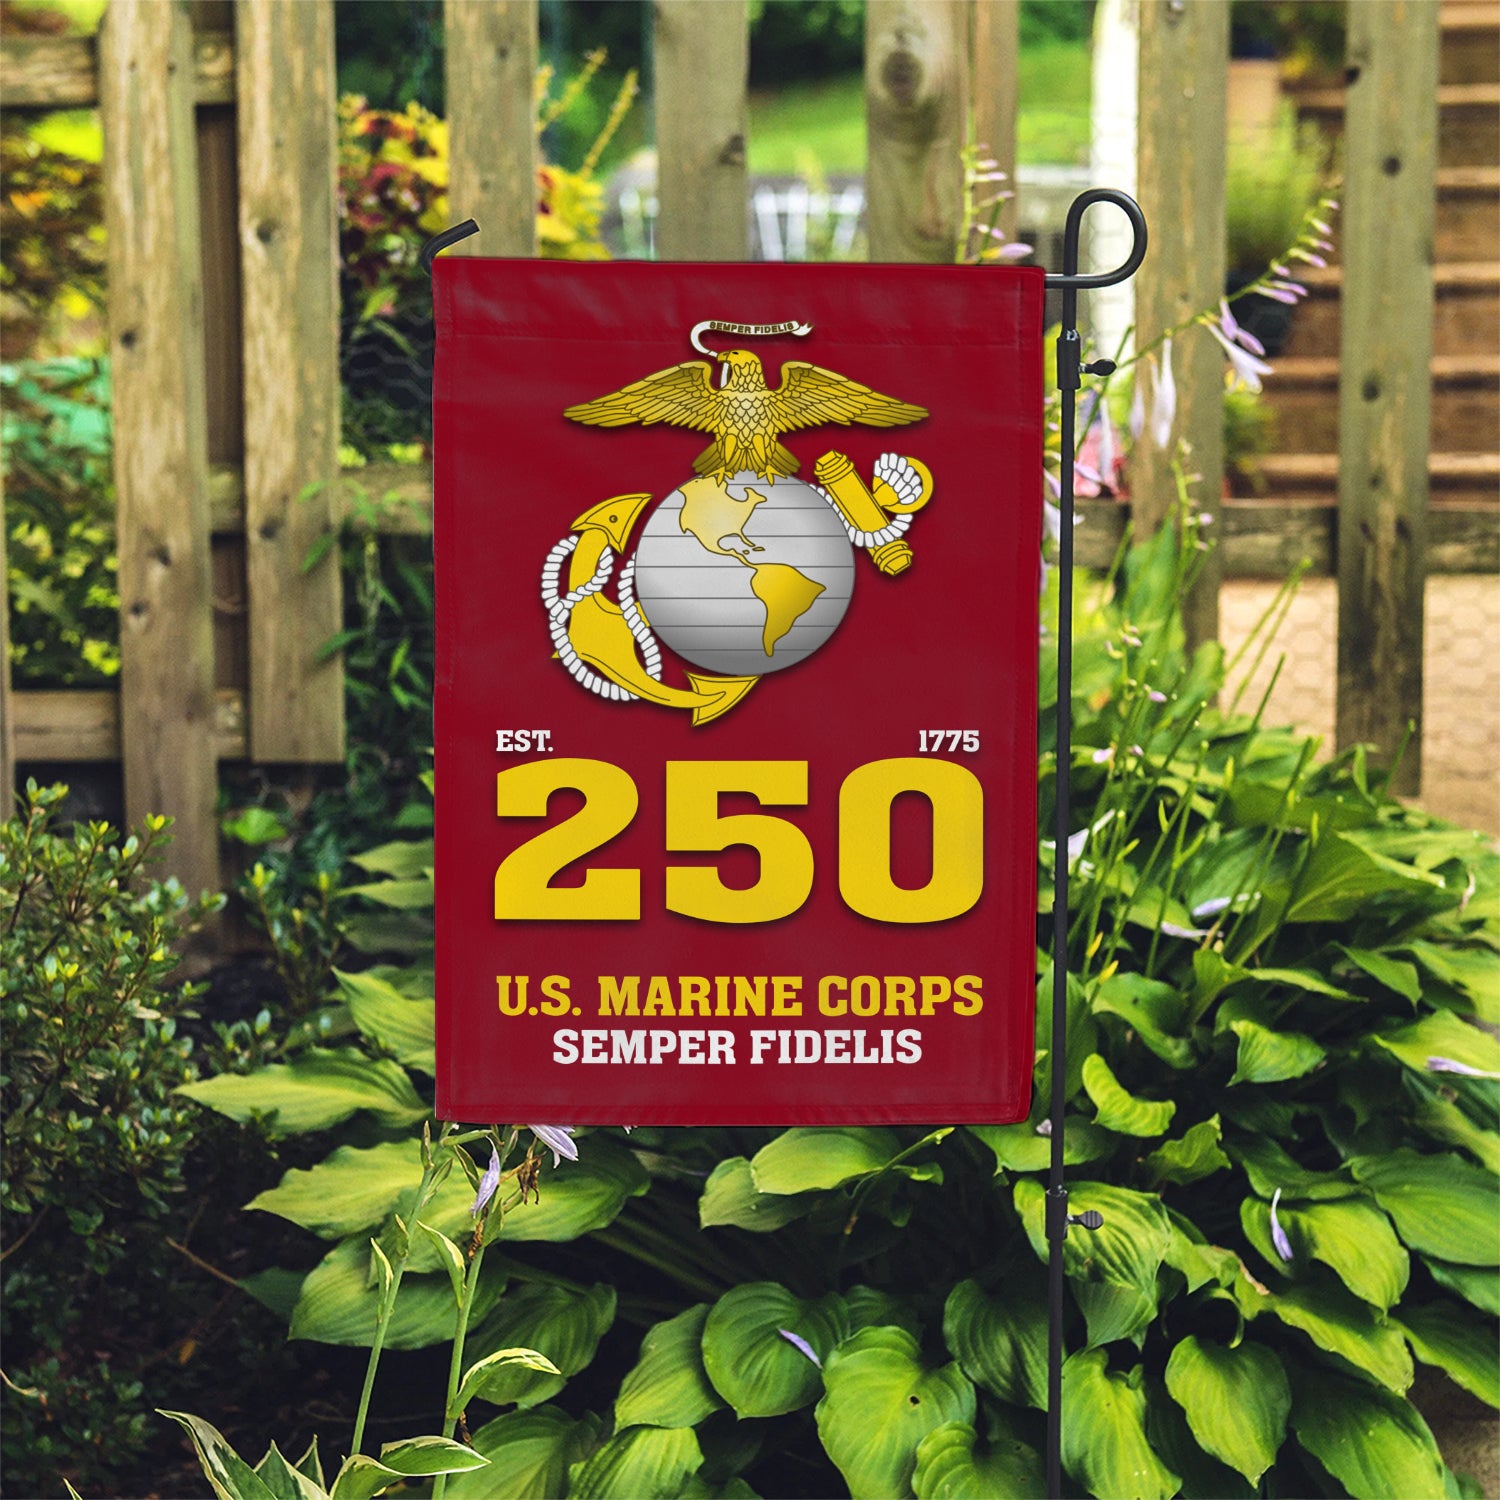 SEMPER FIDELIS
EST. 1775
250
U.S. MARINE CORPS
SEMPER FIDELIS